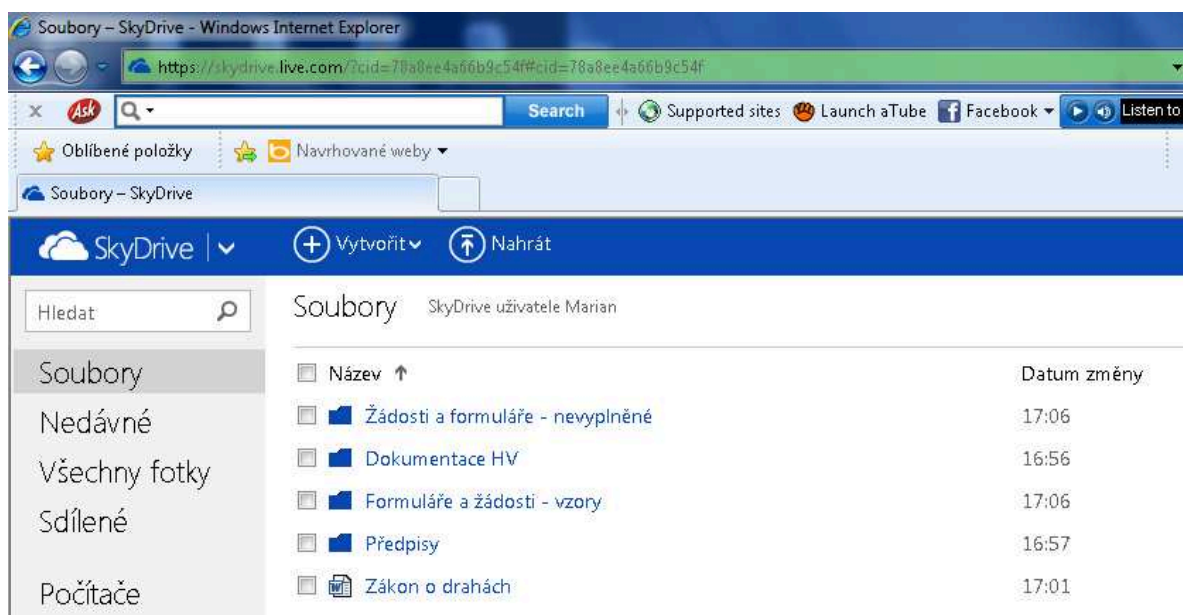 Soubory – SkyDrive - Windows Internet Explorer
https://skydrive.live.com/?cid=78a8ee4a66b9c54f#cid=78a8ee4a66b9c54f
x Ask Search Supported sites Launch aTube Facebook Listen to
Oblíbené položky Navrhované weby
Soubory – SkyDrive
SkyDrive Vytvořit Nahrát
Hledat Soubory SkyDrive uživatele Marian
Soubory Název Datum změny
Žádosti a formuláře - nevyplněné 17:06
Nedávné
Dokumentace HV 16:56
Všechny fotky
Formuláře a žádosti - vzory 17:06
Sdílené
Předpisy 16:57
Počítače Zákon o drahách 17:01